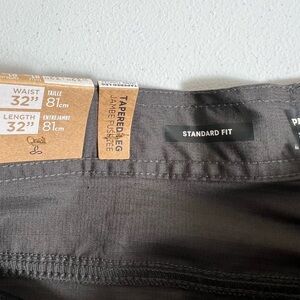 WAIST
32"
TAILLE
81cm
LENGTH
32"
ENTREJAMBE
81cm
TAPERED LEG
JAMBE FUSELÉE
STANDARD FIT